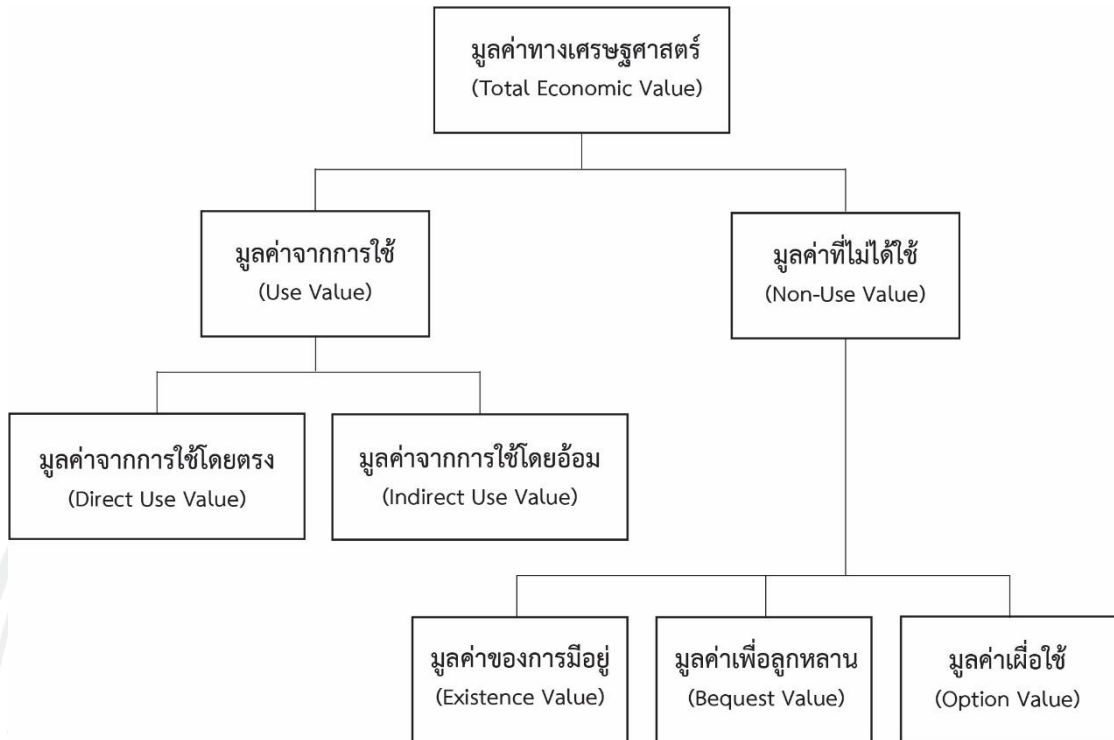 มูลค่าทางเศรษฐศาสตร์
(Total Economic Value)
มูลค่าจากการใช้
(Use Value)
มูลค่าที่ไม่ได้ใช้
(Non-Use Value)
มูลค่าจากการใช้โดยตรง
(Direct Use Value)
มูลค่าจากการใช้โดยอ้อม
(Indirect Use Value)
มูลค่าของการมีอยู่
(Existence Value)
มูลค่าเพื่อลูกหลาน
(Bequest Value)
มูลค่าเผื่อใช้
(Option Value)